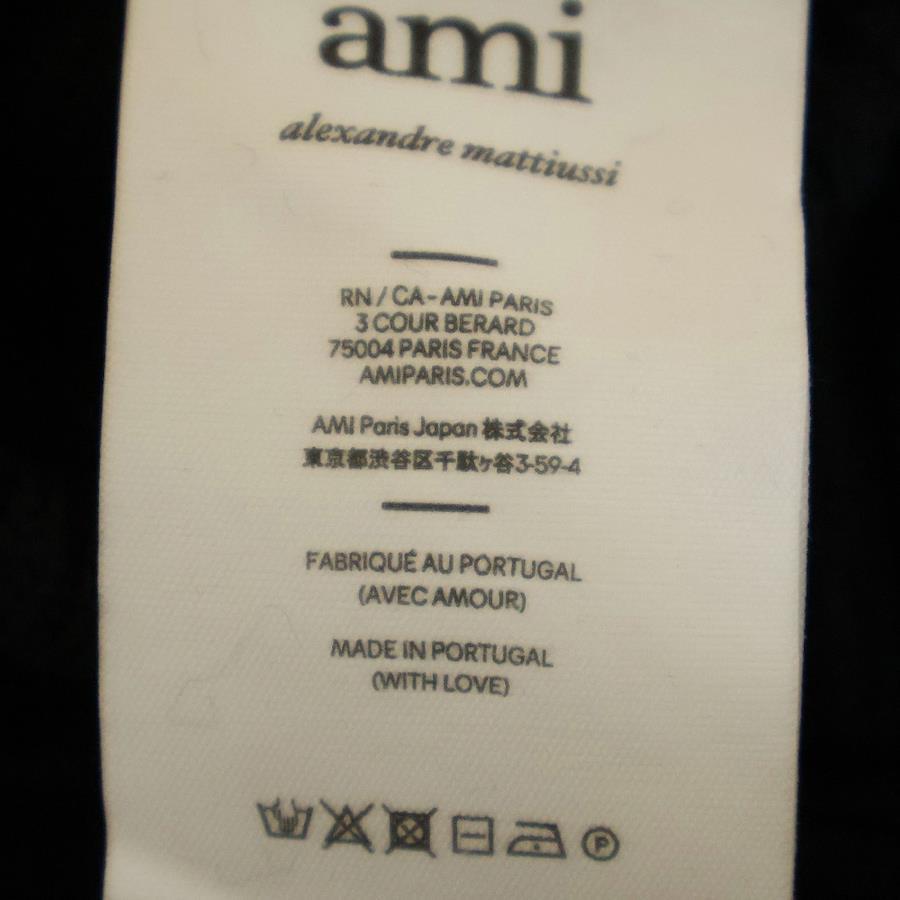 ami
alexandre mattiussi
RN / CA - AMI PARIS
3 COUR BERARD
75004 PARIS FRANCE
AMIPARIS.COM
AMI Paris Japan 株式会社
東京都渋谷区千駄ヶ谷3-59-4
FABRIQUÉ AU PORTUGAL
(AVEC AMOUR)
MADE IN PORTUGAL
(WITH LOVE)
P